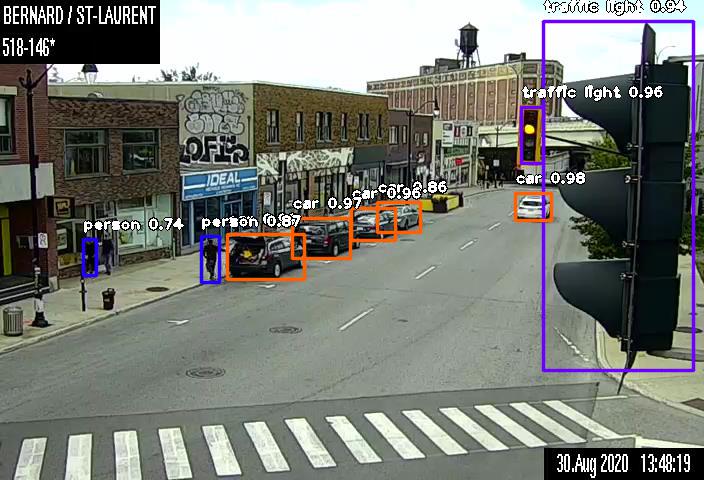 BERNARD / ST-LAURENT
518-146*
traffic light 0.94
traffic light 0.96
car 0.98
person 0.74
person 0.87
car 0.97
car 0.96
car 0.86
IDEAL
30.Aug 2020 13:48:19